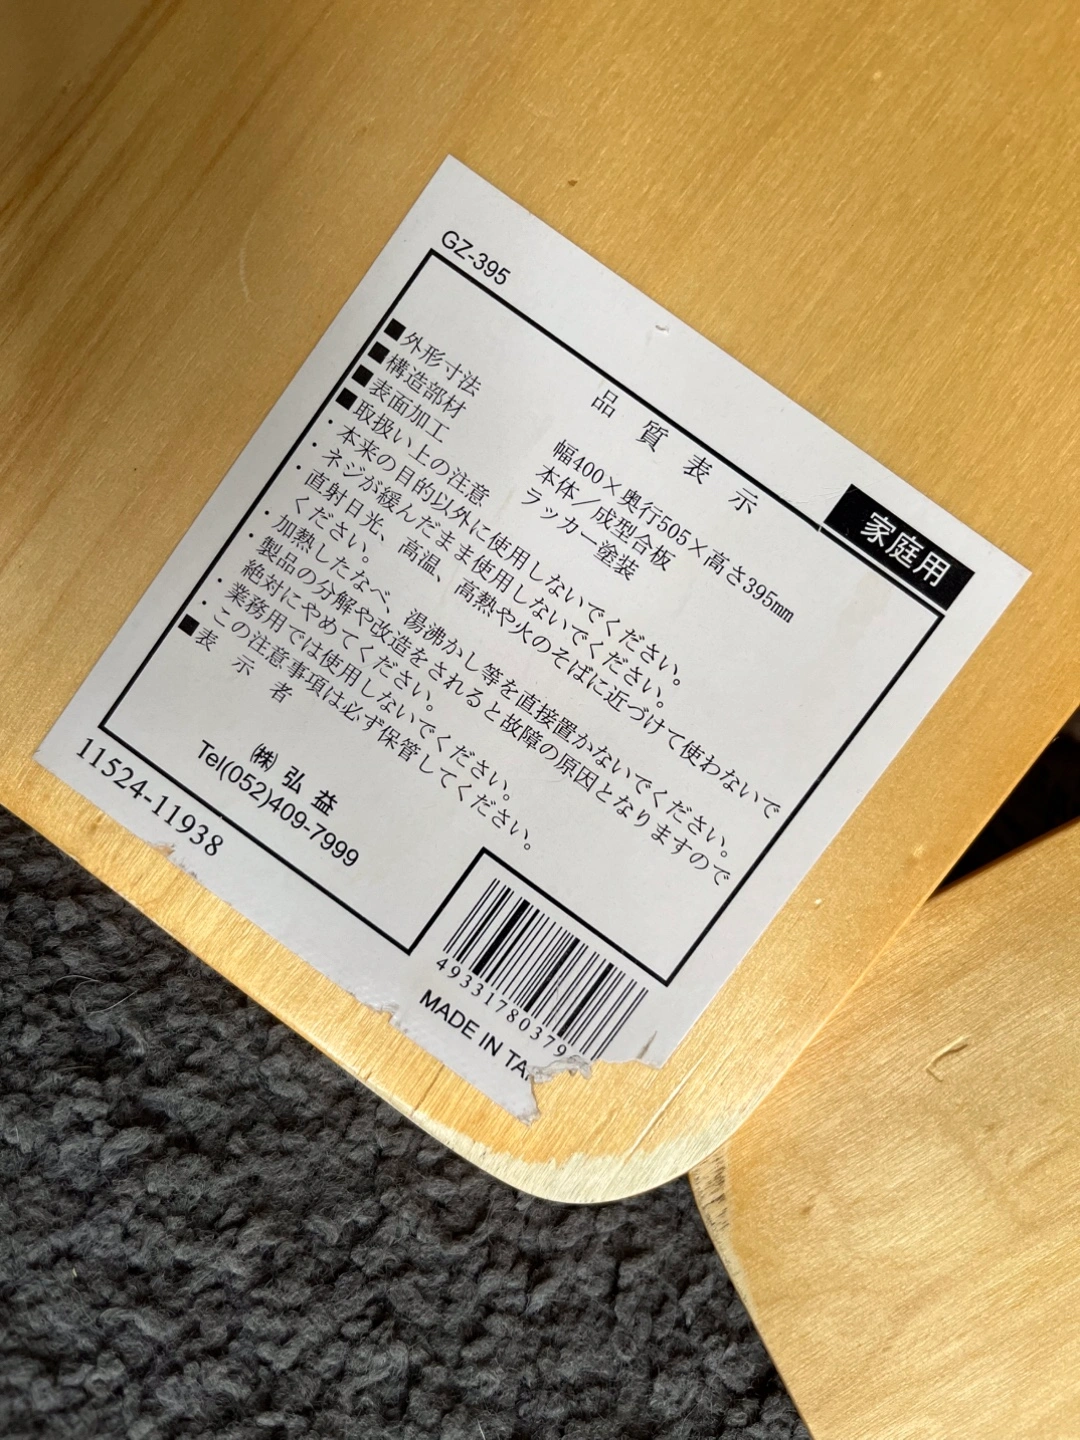 GZ-395
家庭用
品質表示
■外形寸法 幅400×奥行505×高さ395mm
■構造部材 本体／成型合板
■表面加工 ラッカー塗装
■取扱い上の注意
・本来の目的以外に使用しないでください。
・ネジが緩んだまま使用しないでください。
・直射日光、高温、高熱や火のそばに近づけて使わないで
ください。
・加熱したなべ、湯沸かし等を直接置かないでください。
・製品の分解や改造をされると故障の原因となりますので
絶対にやめてください。
・業務用では使用しないでください。
・この注意事項は必ず保管してください。
■表示者
㈱弘益
Tel(052)409-7999
11524-11938
49331780379
MADE IN